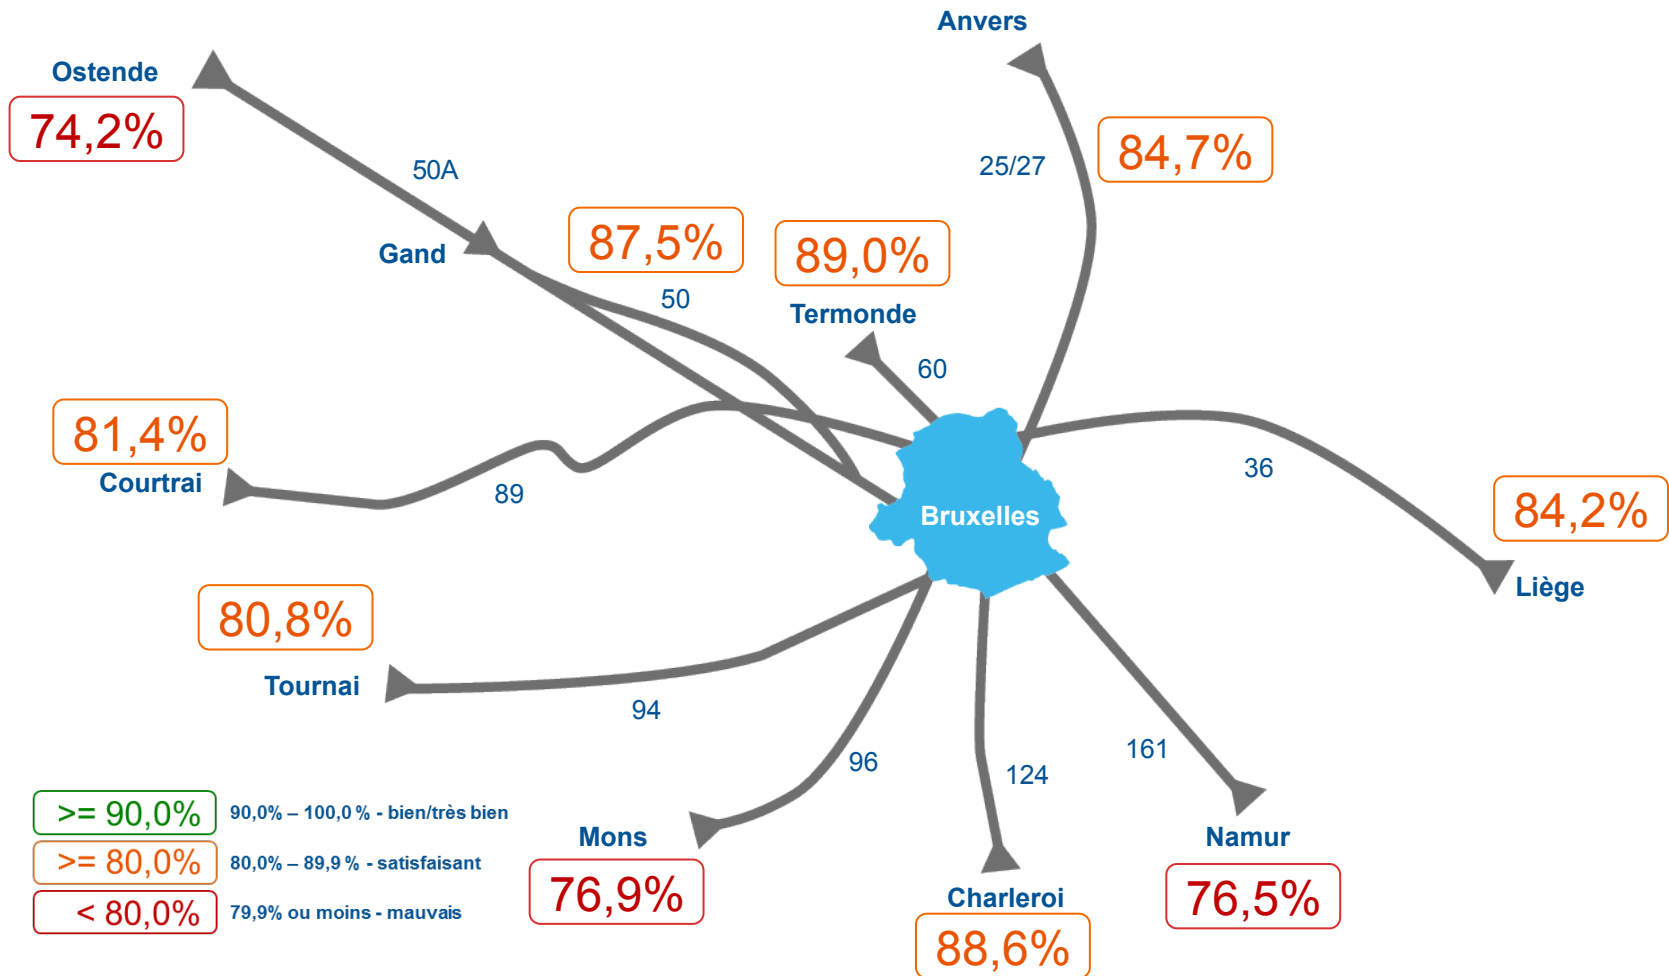 Anvers
Ostende
74,2%
50A
25/27
84,7%
Gand
87,5%
89,0%
50
Termonde
60
81,4%
Courtrai
89
36
Bruxelles
84,2%
Liège
80,8%
Tournai
94
96
124
161
>= 90,0% 90,0% – 100,0 % - bien/très bien
>= 80,0% 80,0% – 89,9 % - satisfaisant
< 80,0% 79,9% ou moins - mauvais
Mons
76,9%
Charleroi
88,6%
Namur
76,5%